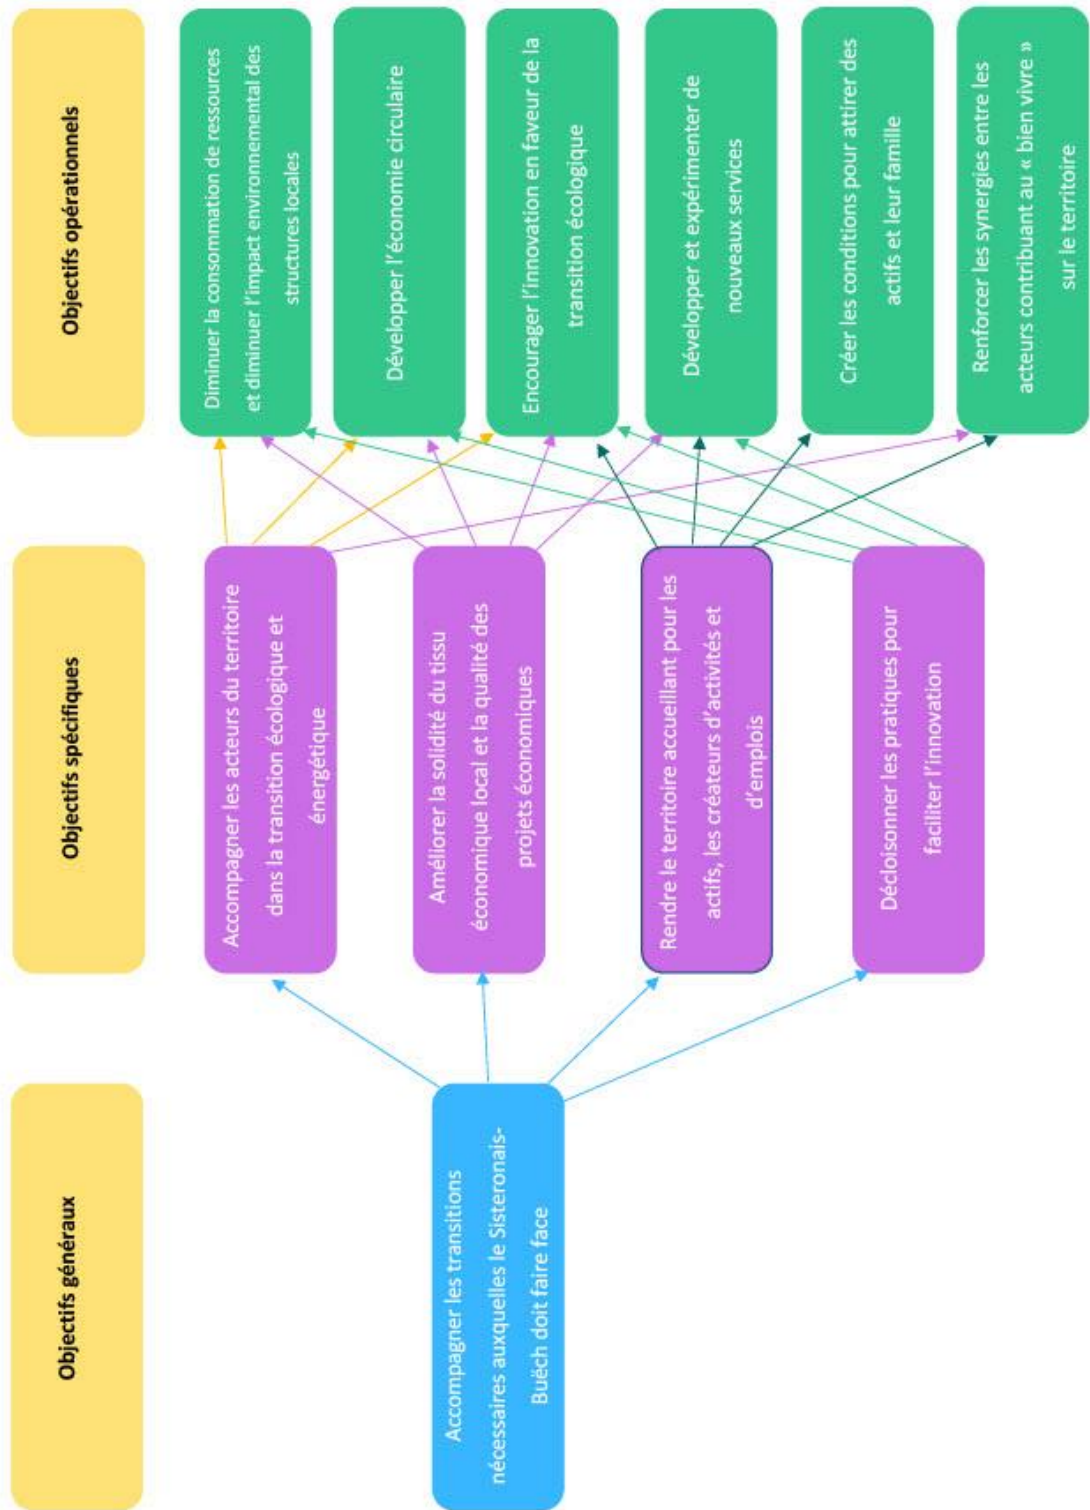 Objectifs généraux
Objectifs spécifiques
Objectifs opérationnels
Accompagner les transitions
nécessaires auxquelles le Sisteronais-
Buëch doit faire face
Accompagner les acteurs du territoire
dans la transition écologique et
énergétique
Améliorer la solidité du tissu
économique local et la qualité des
projets économiques
Rendre le territoire accueillant pour les
actifs, les créateurs d'activités et
d'emplois
Décloisonner les pratiques pour
faciliter l'innovation
Diminuer la consommation de ressources
et diminuer l'impact environnemental des
structures locales
Développer l'économie circulaire
Encourager l'innovation en faveur de la
transition écologique
Développer et expérimenter de
nouveaux services
Créer les conditions pour attirer des
actifs et leur famille
Renforcer les synergies entre les
acteurs contribuant au « bien vivre »
sur le territoire